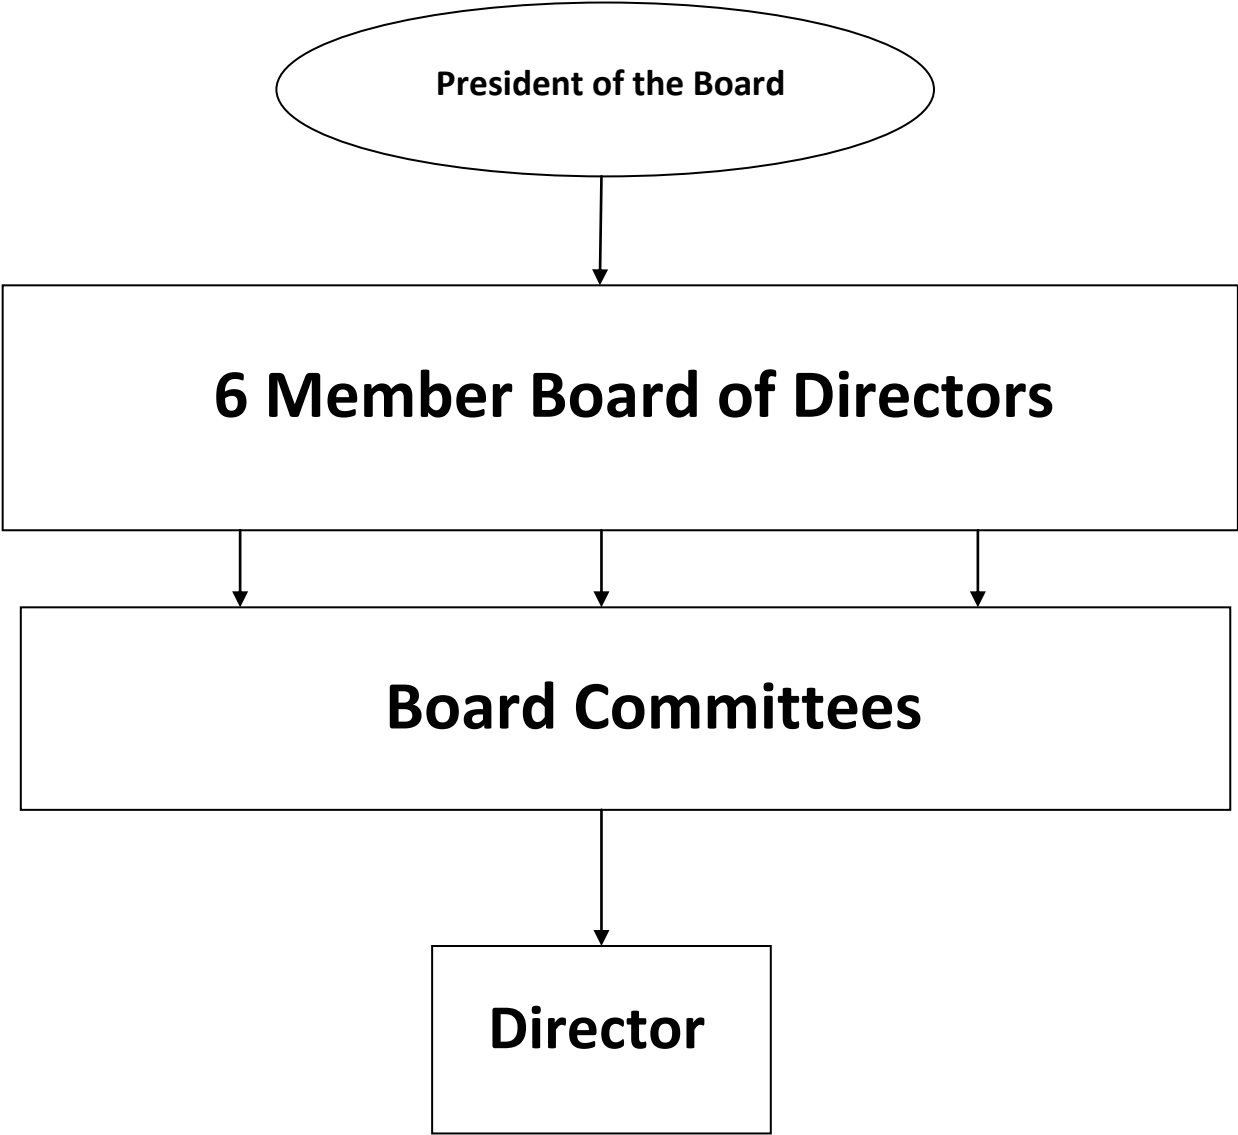 President of the Board
6 Member Board of Directors
Board Committees
Director